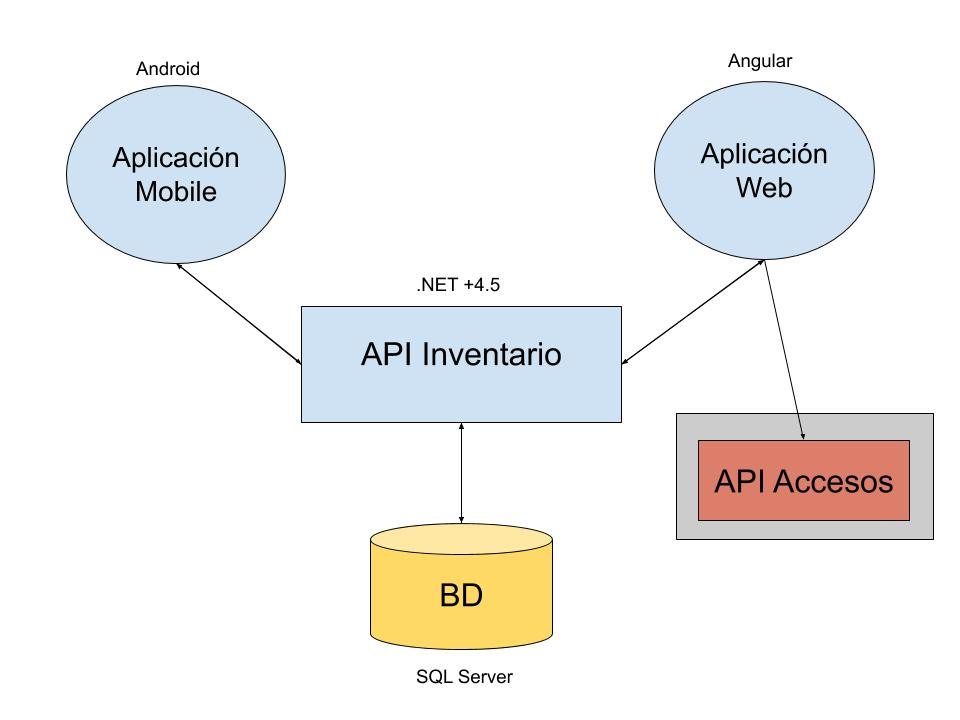 Android
Aplicación
Mobile
Angular
Aplicación
Web
.NET +4.5
API Inventario
API Accesos
BD
SQL Server